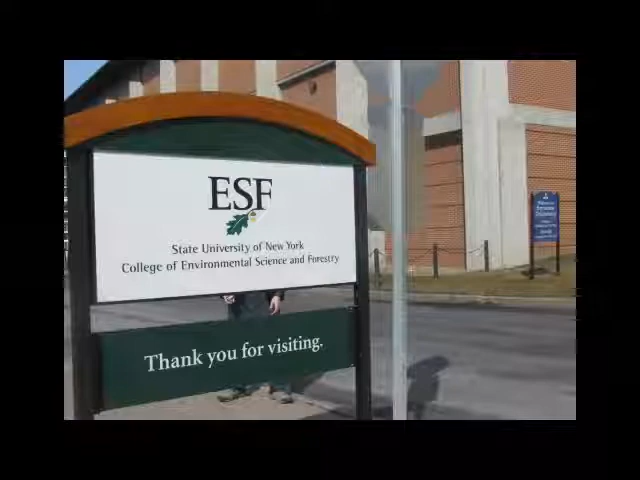 ESF
State University of New York
College of Environmental Science and Forestry
Thank you for visiting.